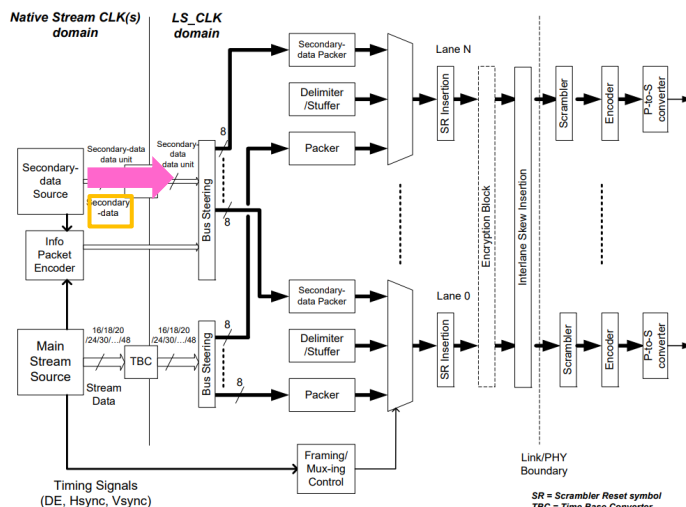 Native Stream CLK(s)
domain
LS_CLK
domain
Secondary-
data Packer
Lane N
Delimiter
/Stuffer
Packer
SR Insertion
Encryption Block
Interlane Skew Insertion
Scrambler
Encoder
P-to-S
converter
8
Secondary-data
data unit
Secondary-data
data unit
Secondary-
data
Source
Secondary
-data
Bus Steering
8
Info
Packet
Encoder
Secondary-
data Packer
Lane 0
Delimiter
/Stuffer
Packer
SR Insertion
Scrambler
Encoder
P-to-S
converter
Main
Stream
Source
16/18/20
/24/30/.../48
TBC
16/18/20
/24/30/.../48
Stream
Data
Bus Steering
8
8
Framing/
Mux-ing
Control
Link/PHY
Boundary
Timing Signals
(DE, Hsync, Vsync)
SR = Scrambler Reset symbol
TBC = Time Base Converter